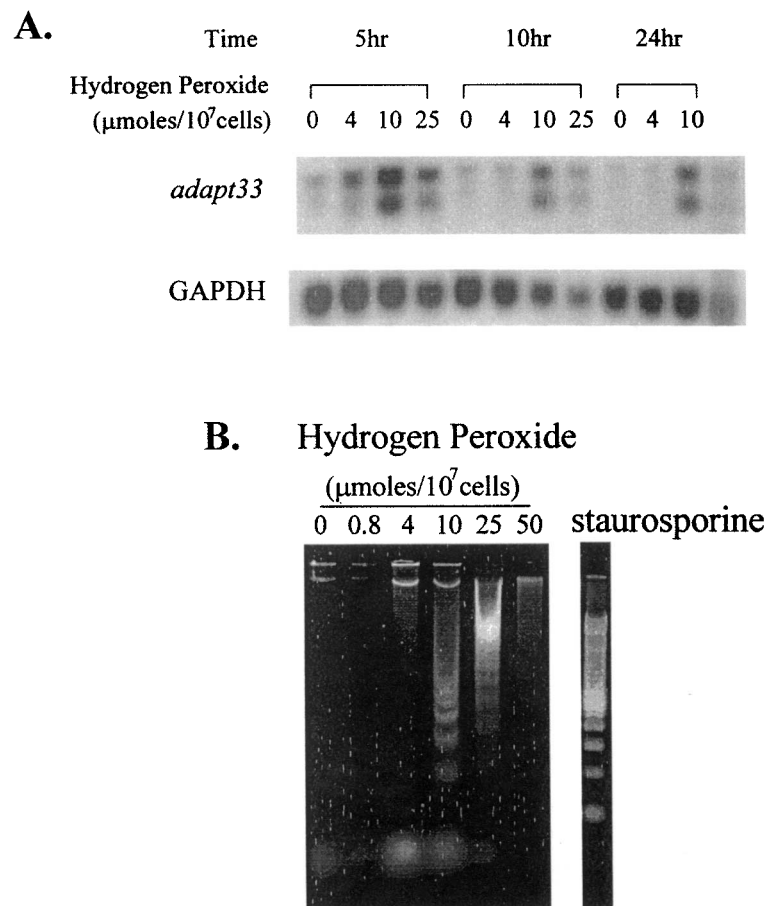 A.
Time 5hr 10hr 24hr
Hydrogen Peroxide
(μmoles/10⁷cells) 0 4 10 25 0 4 10 25 0 4 10
adapt33
GAPDH
B. Hydrogen Peroxide
(μmoles/10⁷cells)
0 0.8 4 10 25 50 staurosporine